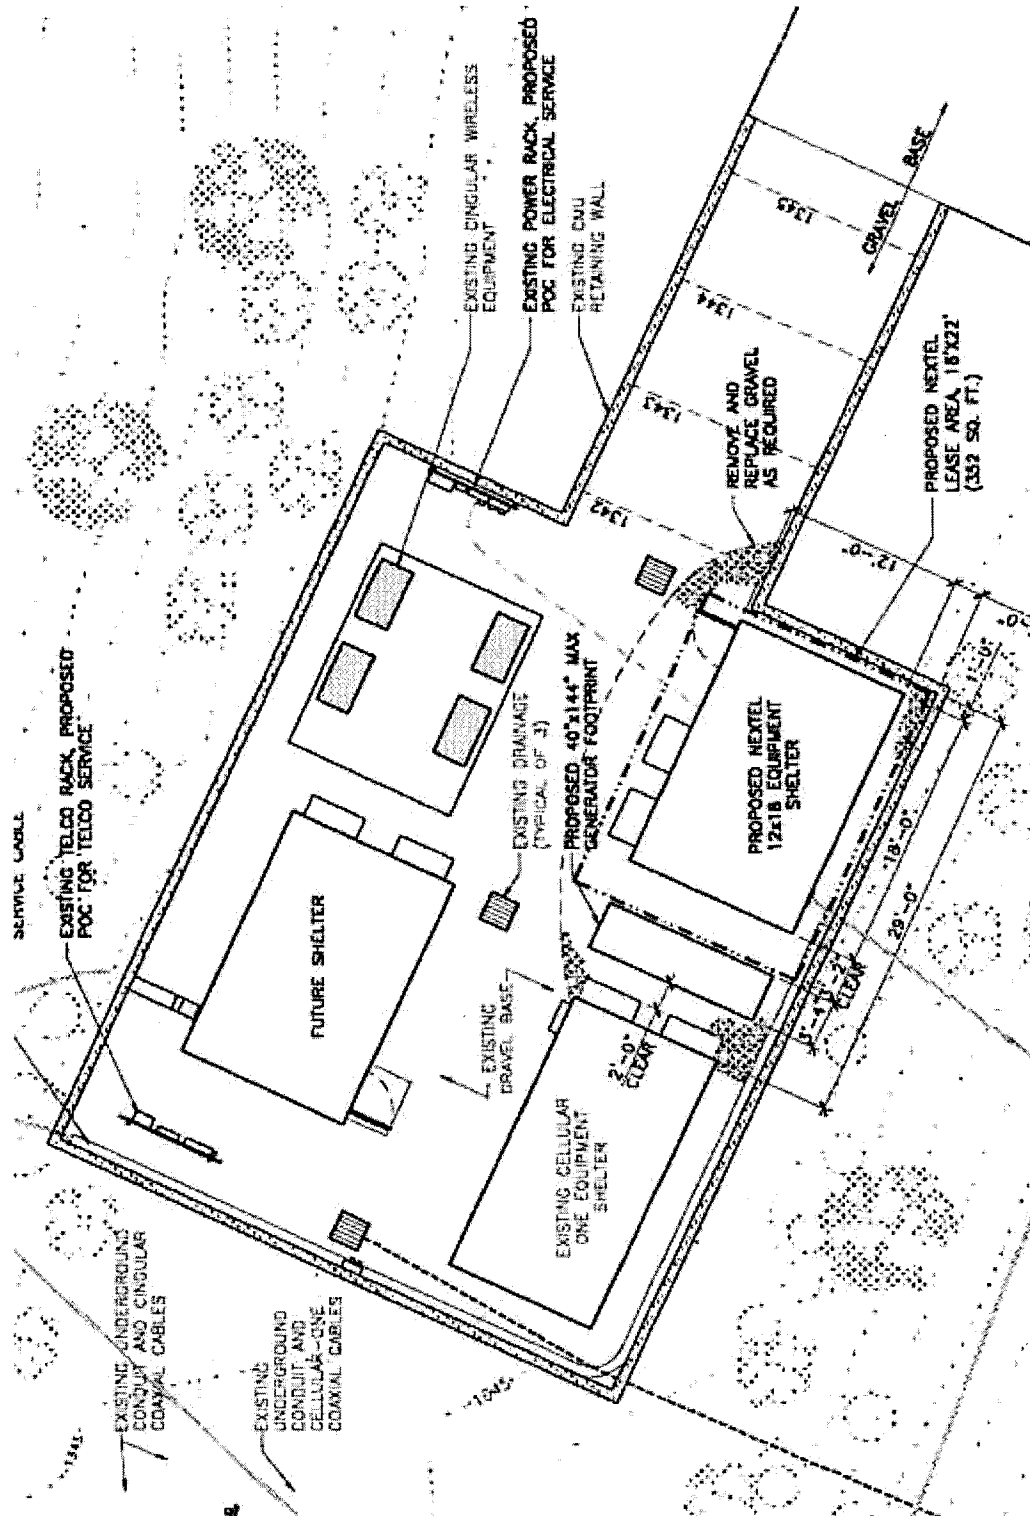 SERVICE CABLE
EXISTING TELCO RACK, PROPOSED
POC FOR TELCO SERVICE
EXISTING CINGULAR WIRELESS
EQUIPMENT
EXISTING POWER RACK, PROPOSED
POC FOR ELECTRICAL SERVICE
EXISTING CMU
RETAINING WALL
1345
1344
1343
1342
GRAVEL BASE
REMOVE AND
REPLACE GRAVEL
AS REQUIRED
PROPOSED NEXTEL
LEASE AREA, 16'X22'
(352 SQ. FT.)
12'-0"
11'-0"
EXISTING DRAINAGE
(TYPICAL OF 3)
PROPOSED 40"x144" MAX
GENERATOR FOOTPRINT
PROPOSED NEXTEL
12x18 EQUIPMENT
SHELTER
18'-0"
29'-0"
CLEAR
FUTURE SHELTER
EXISTING
GRAVEL BASE
2'-0"
CLEAR
EXISTING CELLULAR
ONE EQUIPMENT
SHELTER
EXISTING UNDERGROUND
CONDUIT AND CINGULAR
COAXIAL CABLES
EXISTING
UNDERGROUND
CONDUIT AND
CELLULAR-ONE
COAXIAL CABLES
1345